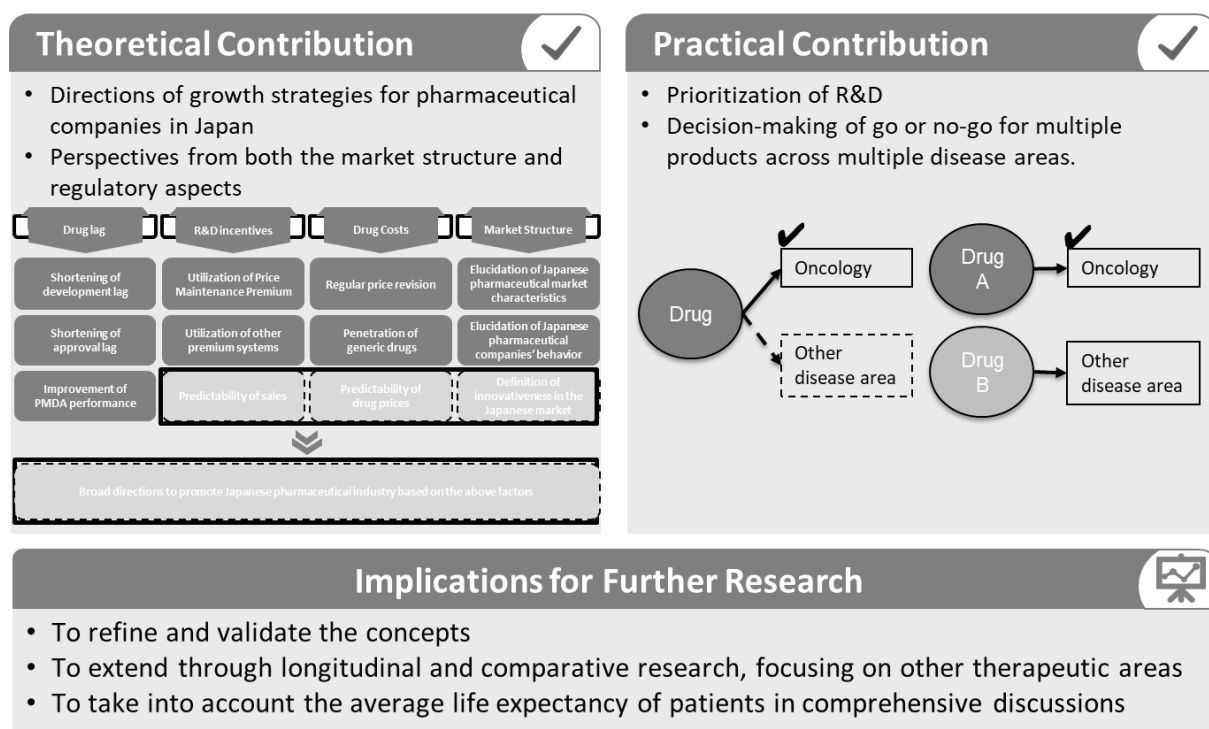 Theoretical Contribution
• Directions of growth strategies for pharmaceutical
companies in Japan
• Perspectives from both the market structure and
regulatory aspects
Drug lag
R&D incentives
Drug Costs
Market Structure
Shortening of
development lag
Utilization of Price
Maintenance Premium
Regular price revision
Elucidation of Japanese
pharmaceutical market
characteristics
Shortening of
approval lag
Utilization of other
premium systems
Penetration of
generic drugs
Elucidation of Japanese
pharmaceutical
companies' behavior
Improvement of
PMDA performance
Predictability of sales
Predictability of
drug prices
Definition of
innovativeness in the
Japanese market
Broad directions to promote Japanese pharmaceutical industry based on the above factors
Practical Contribution
• Prioritization of R&D
• Decision-making of go or no-go for multiple
products across multiple disease areas.
Drug
Oncology
Other
disease area
Drug
A
Oncology
Drug
B
Other
disease area
Implications for Further Research
• To refine and validate the concepts
• To extend through longitudinal and comparative research, focusing on other therapeutic areas
• To take into account the average life expectancy of patients in comprehensive discussions